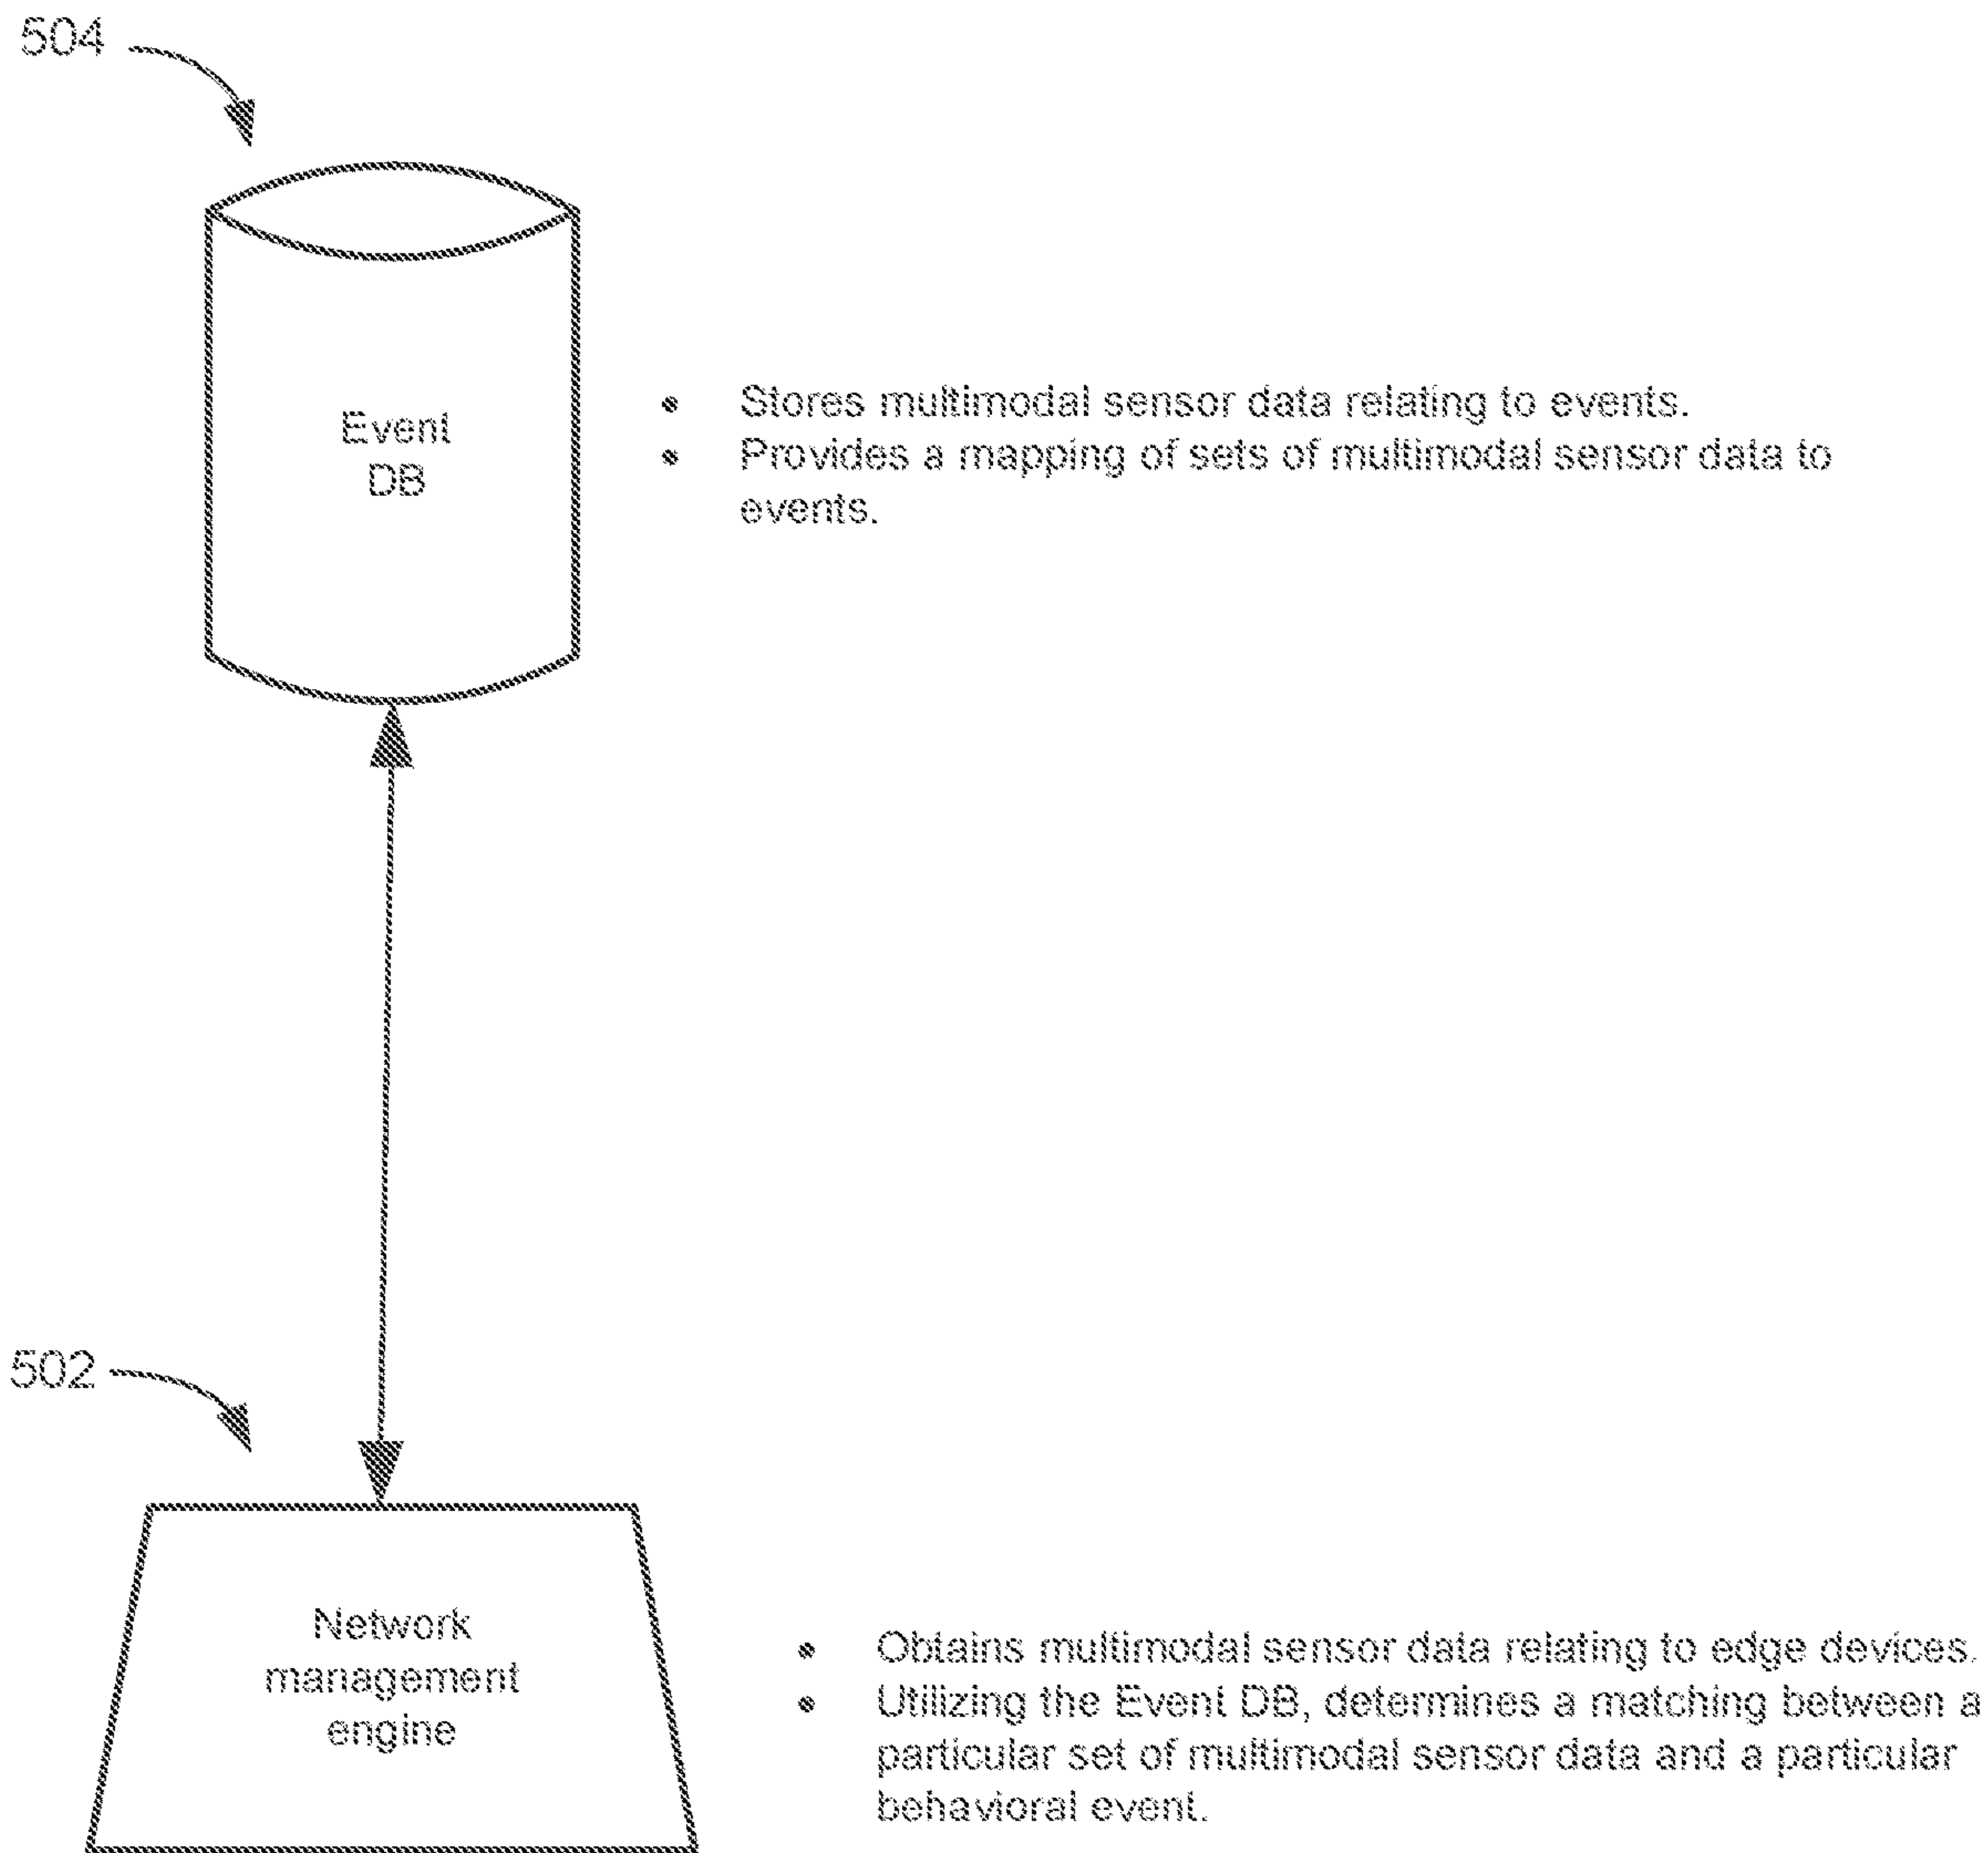 504
Event
DB
• Stores multimodal sensor data relating to events.
• Provides a mapping of sets of multimodal sensor data to
events.
502
Network
management
engine
• Obtains multimodal sensor data relating to edge devices.
• Utilizing the Event DB, determines a matching between a
particular set of multimodal sensor data and a particular
behavioral event.